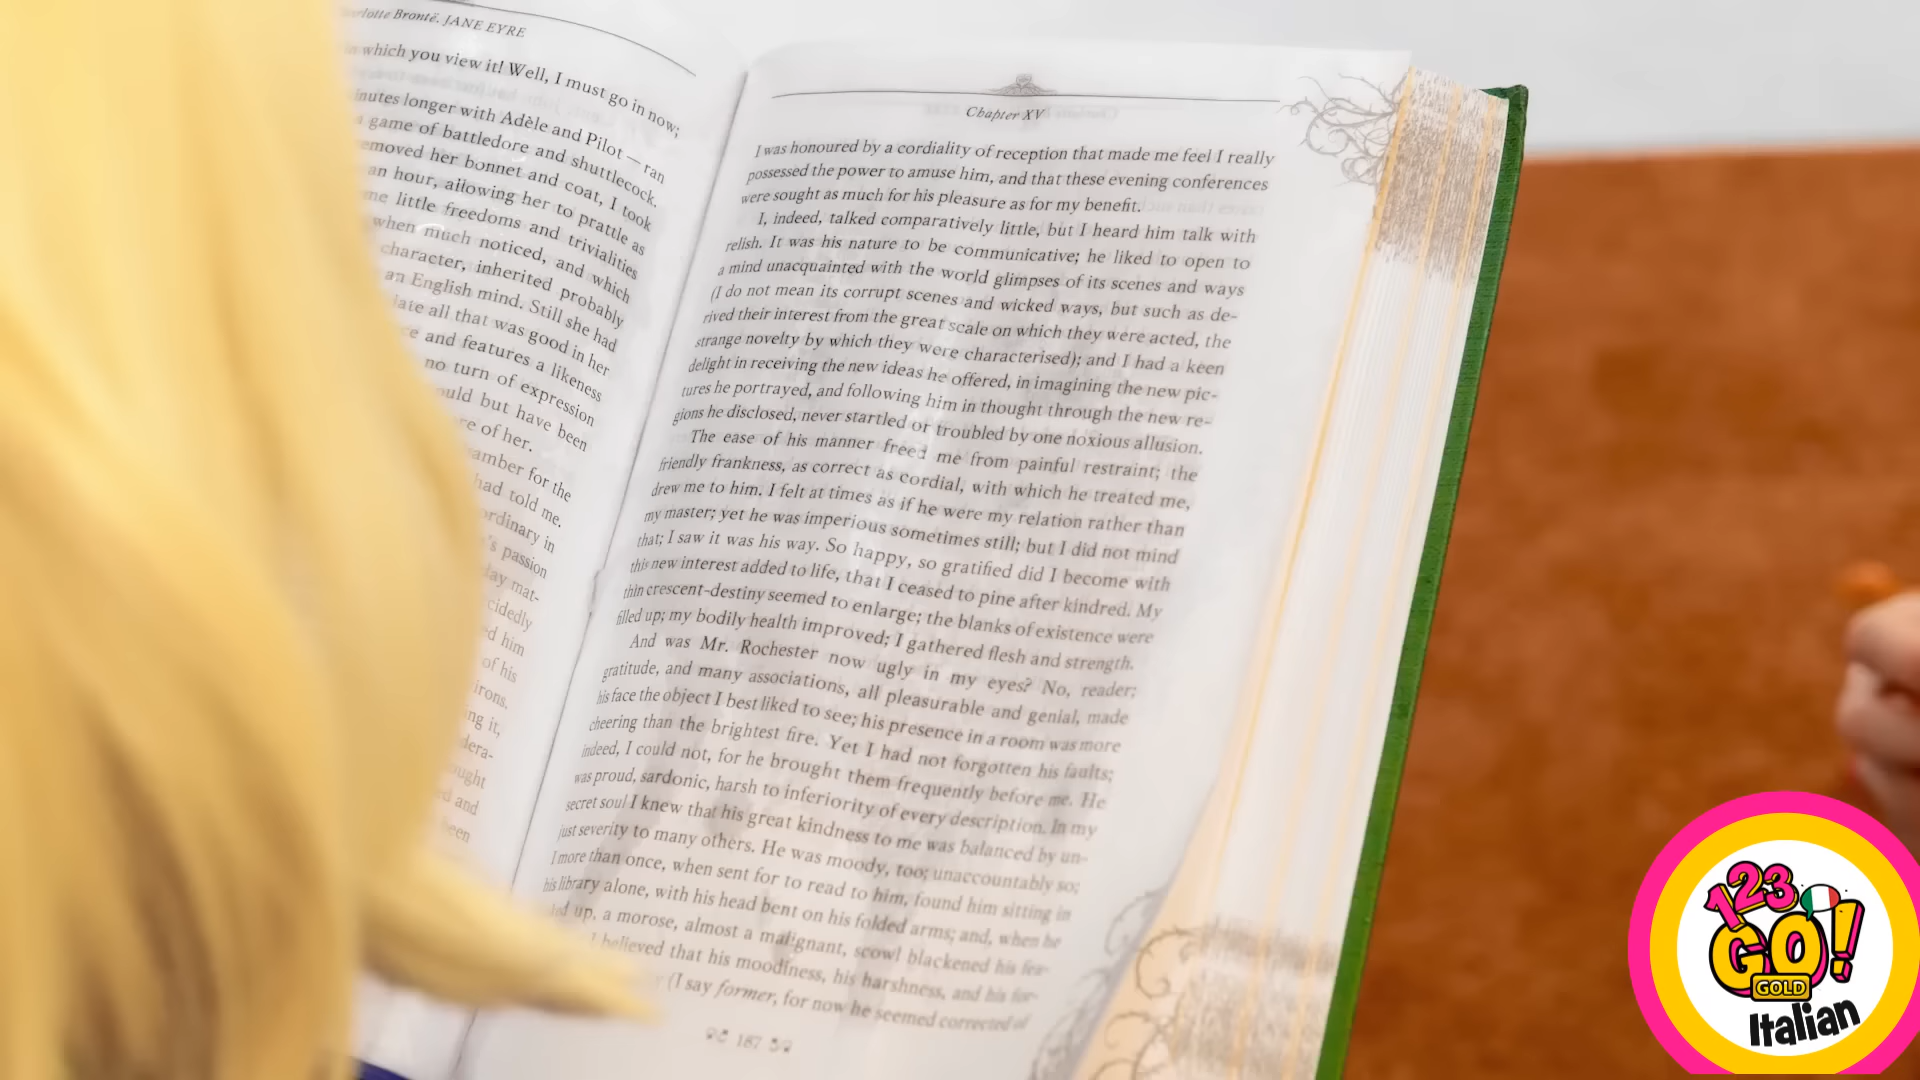 Charlotte Brontë. JANE EYRE
in which you view it! Well, I must go in now;
longer with Adèle and Pilot — ran
a game of battledore and shuttlecock.
removed her bonnet and coat, I took
an hour, allowing her to prattle as
little freedoms and trivialities
when much noticed, and which
character, inherited probably
an English mind. Still she had
all that was good in her
and features a likeness
no turn of expression
but have been
of her.
for the
had told me.
in
passion
mat-
him
of his
irons.
it,
and
been
Chapter XV
I was honoured by a cordiality of reception that made me feel I really
possessed the power to amuse him, and that these evening conferences
were sought as much for his pleasure as for my benefit.
I, indeed, talked comparatively little, but I heard him talk with
relish. It was his nature to be communicative; he liked to open to
a mind unacquainted with the world glimpses of its scenes and ways
(I do not mean its corrupt scenes and wicked ways, but such as de-
rived their interest from the great scale on which they were acted, the
strange novelty by which they were characterised); and I had a keen
delight in receiving the new ideas he offered, in imagining the new pic-
tures he portrayed, and following him in thought through the new re-
gions he disclosed, never startled or troubled by one noxious allusion.
The ease of his manner freed me from painful restraint; the
friendly frankness, as correct as cordial, with which he treated me,
drew me to him. I felt at times as if he were my relation rather than
my master; yet he was imperious sometimes still; but I did not mind
that; I saw it was his way. So happy, so gratified did I become with
this new interest added to life, that I ceased to pine after kindred. My
thin crescent-destiny seemed to enlarge; the blanks of existence were
filled up; my bodily health improved; I gathered flesh and strength.
And was Mr. Rochester now ugly in my eyes? No, reader;
gratitude, and many associations, all pleasurable and genial, made
his face the object I best liked to see; his presence in a room was more
cheering than the brightest fire. Yet I had not forgotten his faults;
indeed, I could not, for he brought them frequently before me. He
was proud, sardonic, harsh to inferiority of every description. In my
secret soul I knew that his great kindness to me was balanced by un-
just severity to many others. He was moody, too; unaccountably so;
I more than once, when sent for to read to him, found him sitting in
his library alone, with his head bent on his folded arms; and, when he
up, a morose, almost a malignant, scowl blackened his fea-
I believed that his moodiness, his harshness, and his for-
(I say former, for now he seemed corrected of
187
123
GO!
GOLD
Italian